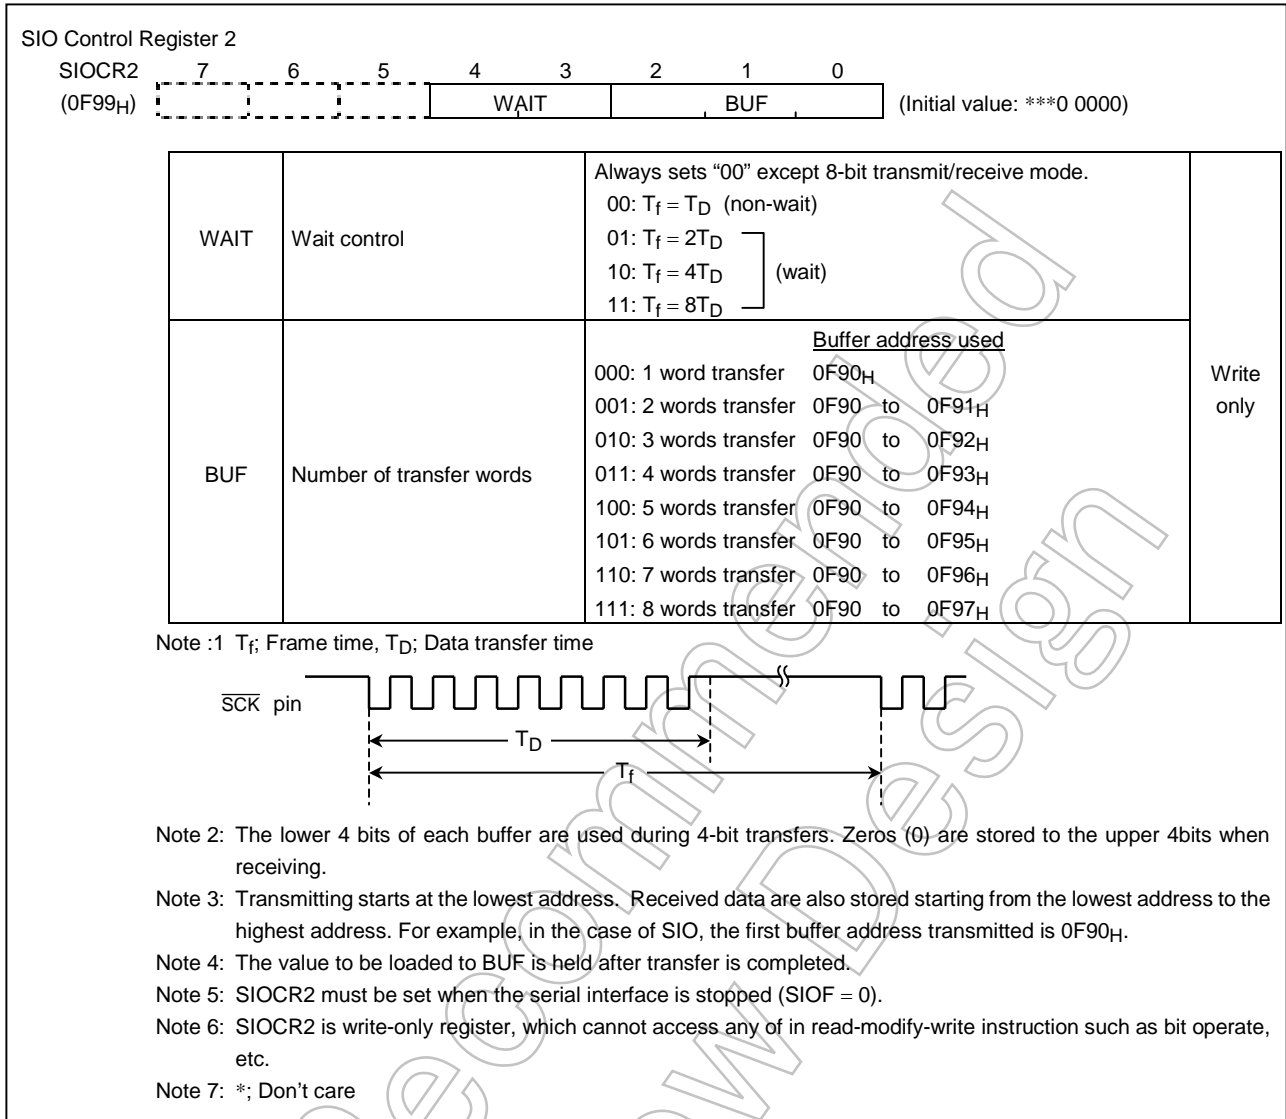 SIO Control Register 2
SIOCR2 7 6 5 4 3 2 1 0
(0F99H) WAIT BUF (Initial value: ***0 0000)
WAIT Wait control Always sets “00” except 8-bit transmit/receive mode.
00: Tf = TD (non-wait)
01: Tf = 2TD
10: Tf = 4TD (wait)
11: Tf = 8TD
Write only
BUF Number of transfer words
Buffer address used
000: 1 word transfer 0F90H
001: 2 words transfer 0F90 to 0F91H
010: 3 words transfer 0F90 to 0F92H
011: 4 words transfer 0F90 to 0F93H
100: 5 words transfer 0F90 to 0F94H
101: 6 words transfer 0F90 to 0F95H
110: 7 words transfer 0F90 to 0F96H
111: 8 words transfer 0F90 to 0F97H
Note :1 Tf; Frame time, TD; Data transfer time
SCK pin
TD
Tf
Note 2: The lower 4 bits of each buffer are used during 4-bit transfers. Zeros (0) are stored to the upper 4bits when
receiving.
Note 3: Transmitting starts at the lowest address. Received data are also stored starting from the lowest address to the
highest address. For example, in the case of SIO, the first buffer address transmitted is 0F90H.
Note 4: The value to be loaded to BUF is held after transfer is completed.
Note 5: SIOCR2 must be set when the serial interface is stopped (SIOF = 0).
Note 6: SIOCR2 is write-only register, which cannot access any of in read-modify-write instruction such as bit operate,
etc.
Note 7: *; Don’t care
ecommended
w Design